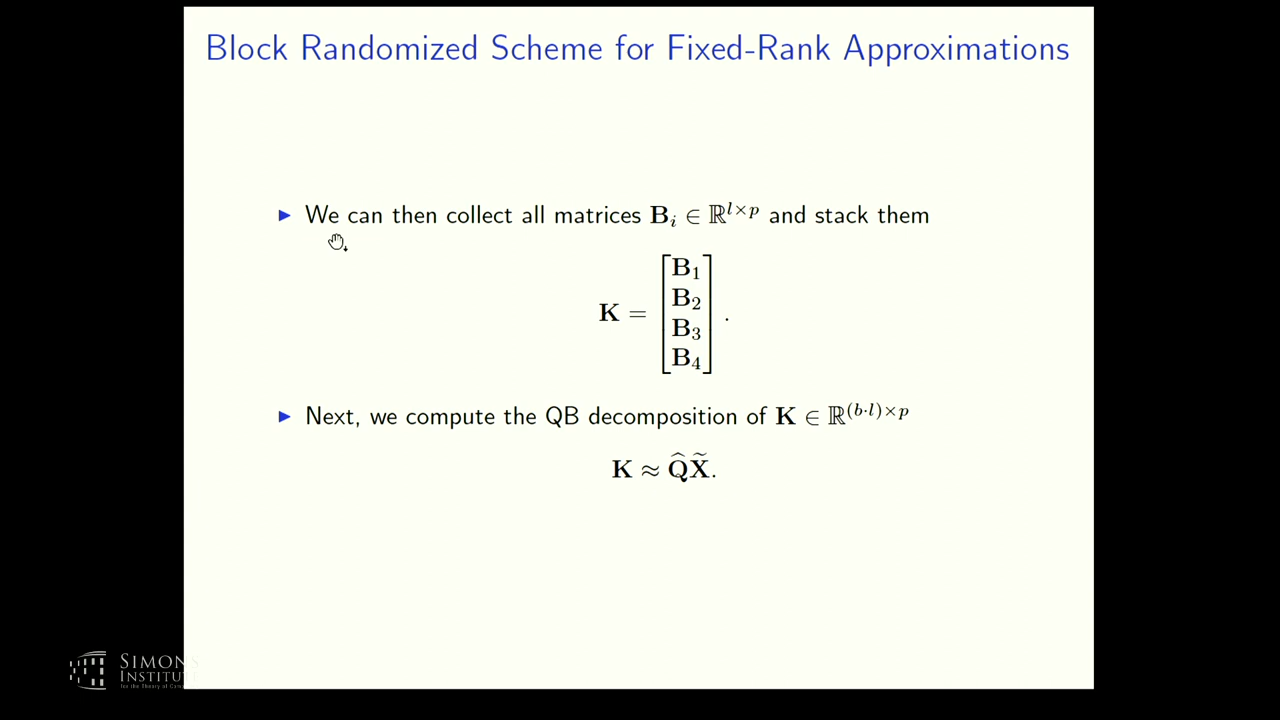 Block Randomized Scheme for Fixed-Rank Approximations
▶ We can then collect all matrices B_i ∈ ℝ^{l×p} and stack them
K = [B_1
B_2
B_3
B_4].
▶ Next, we compute the QB decomposition of K ∈ ℝ^{(b·l)×p}
K ≈ Q̂X̃.
SIMONS
INSTITUT